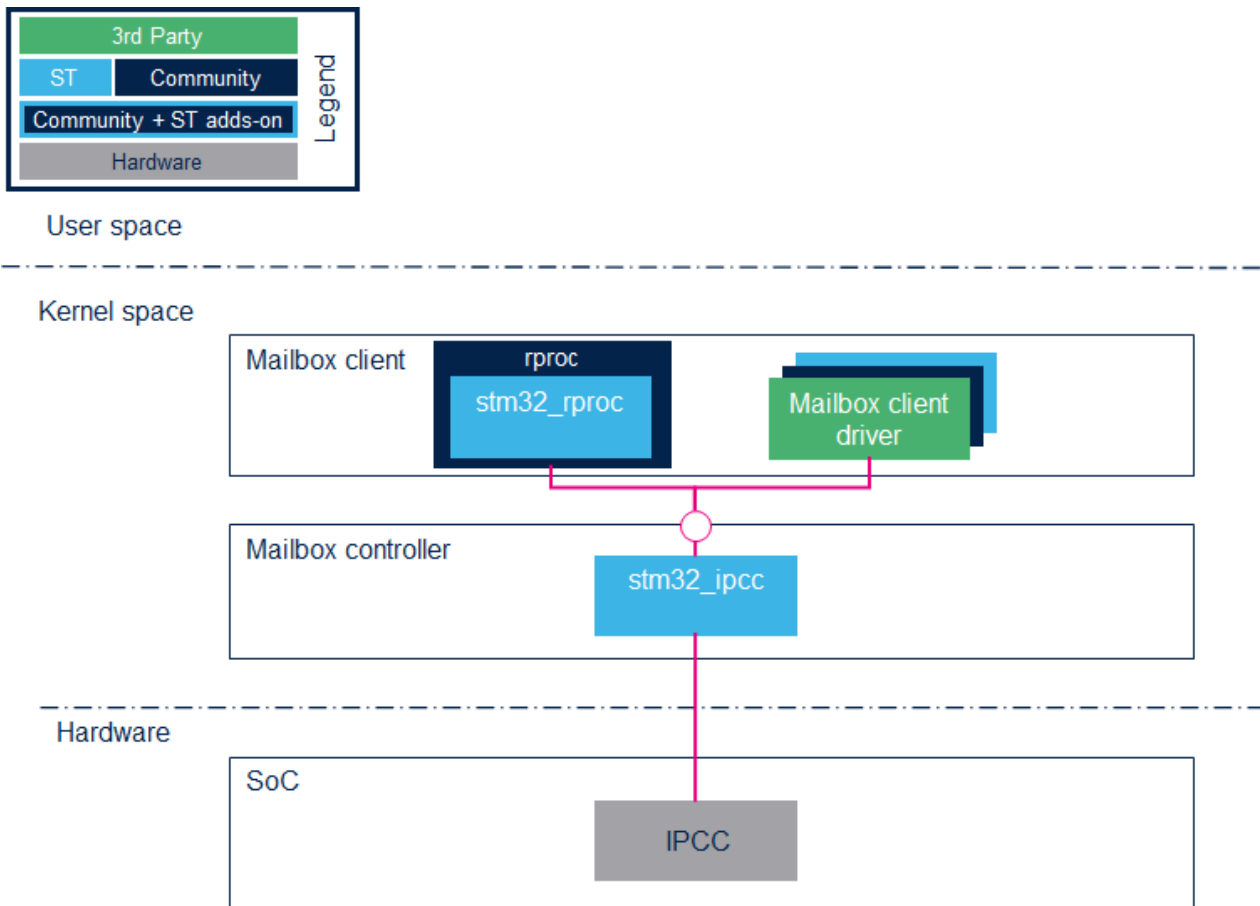 3rd Party
ST
Community
Community + ST adds-on
Hardware
Legend
User space
Kernel space
Mailbox client
rproc
stm32_rproc
Mailbox client
driver
Mailbox controller
stm32_ipcc
Hardware
SoC
IPCC